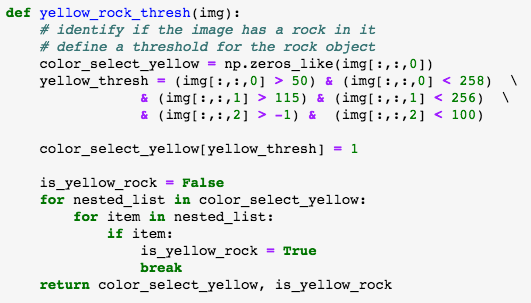 def yellow_rock_thresh(img):
    # identify if the image has a rock in it
    # define a threshold for the rock object
    color_select_yellow = np.zeros_like(img[:,:,0])
    yellow_thresh = (img[:,:,0] > 50) & (img[:,:,0] < 258)  \
                & (img[:,:,1] > 115) & (img[:,:,1] < 256)  \
                & (img[:,:,2] > -1) &  (img[:,:,2] < 100)

    color_select_yellow[yellow_thresh] = 1

    is_yellow_rock = False
    for nested_list in color_select_yellow:
        for item in nested_list:
            if item:
                is_yellow_rock = True
                break
    return color_select_yellow, is_yellow_rock